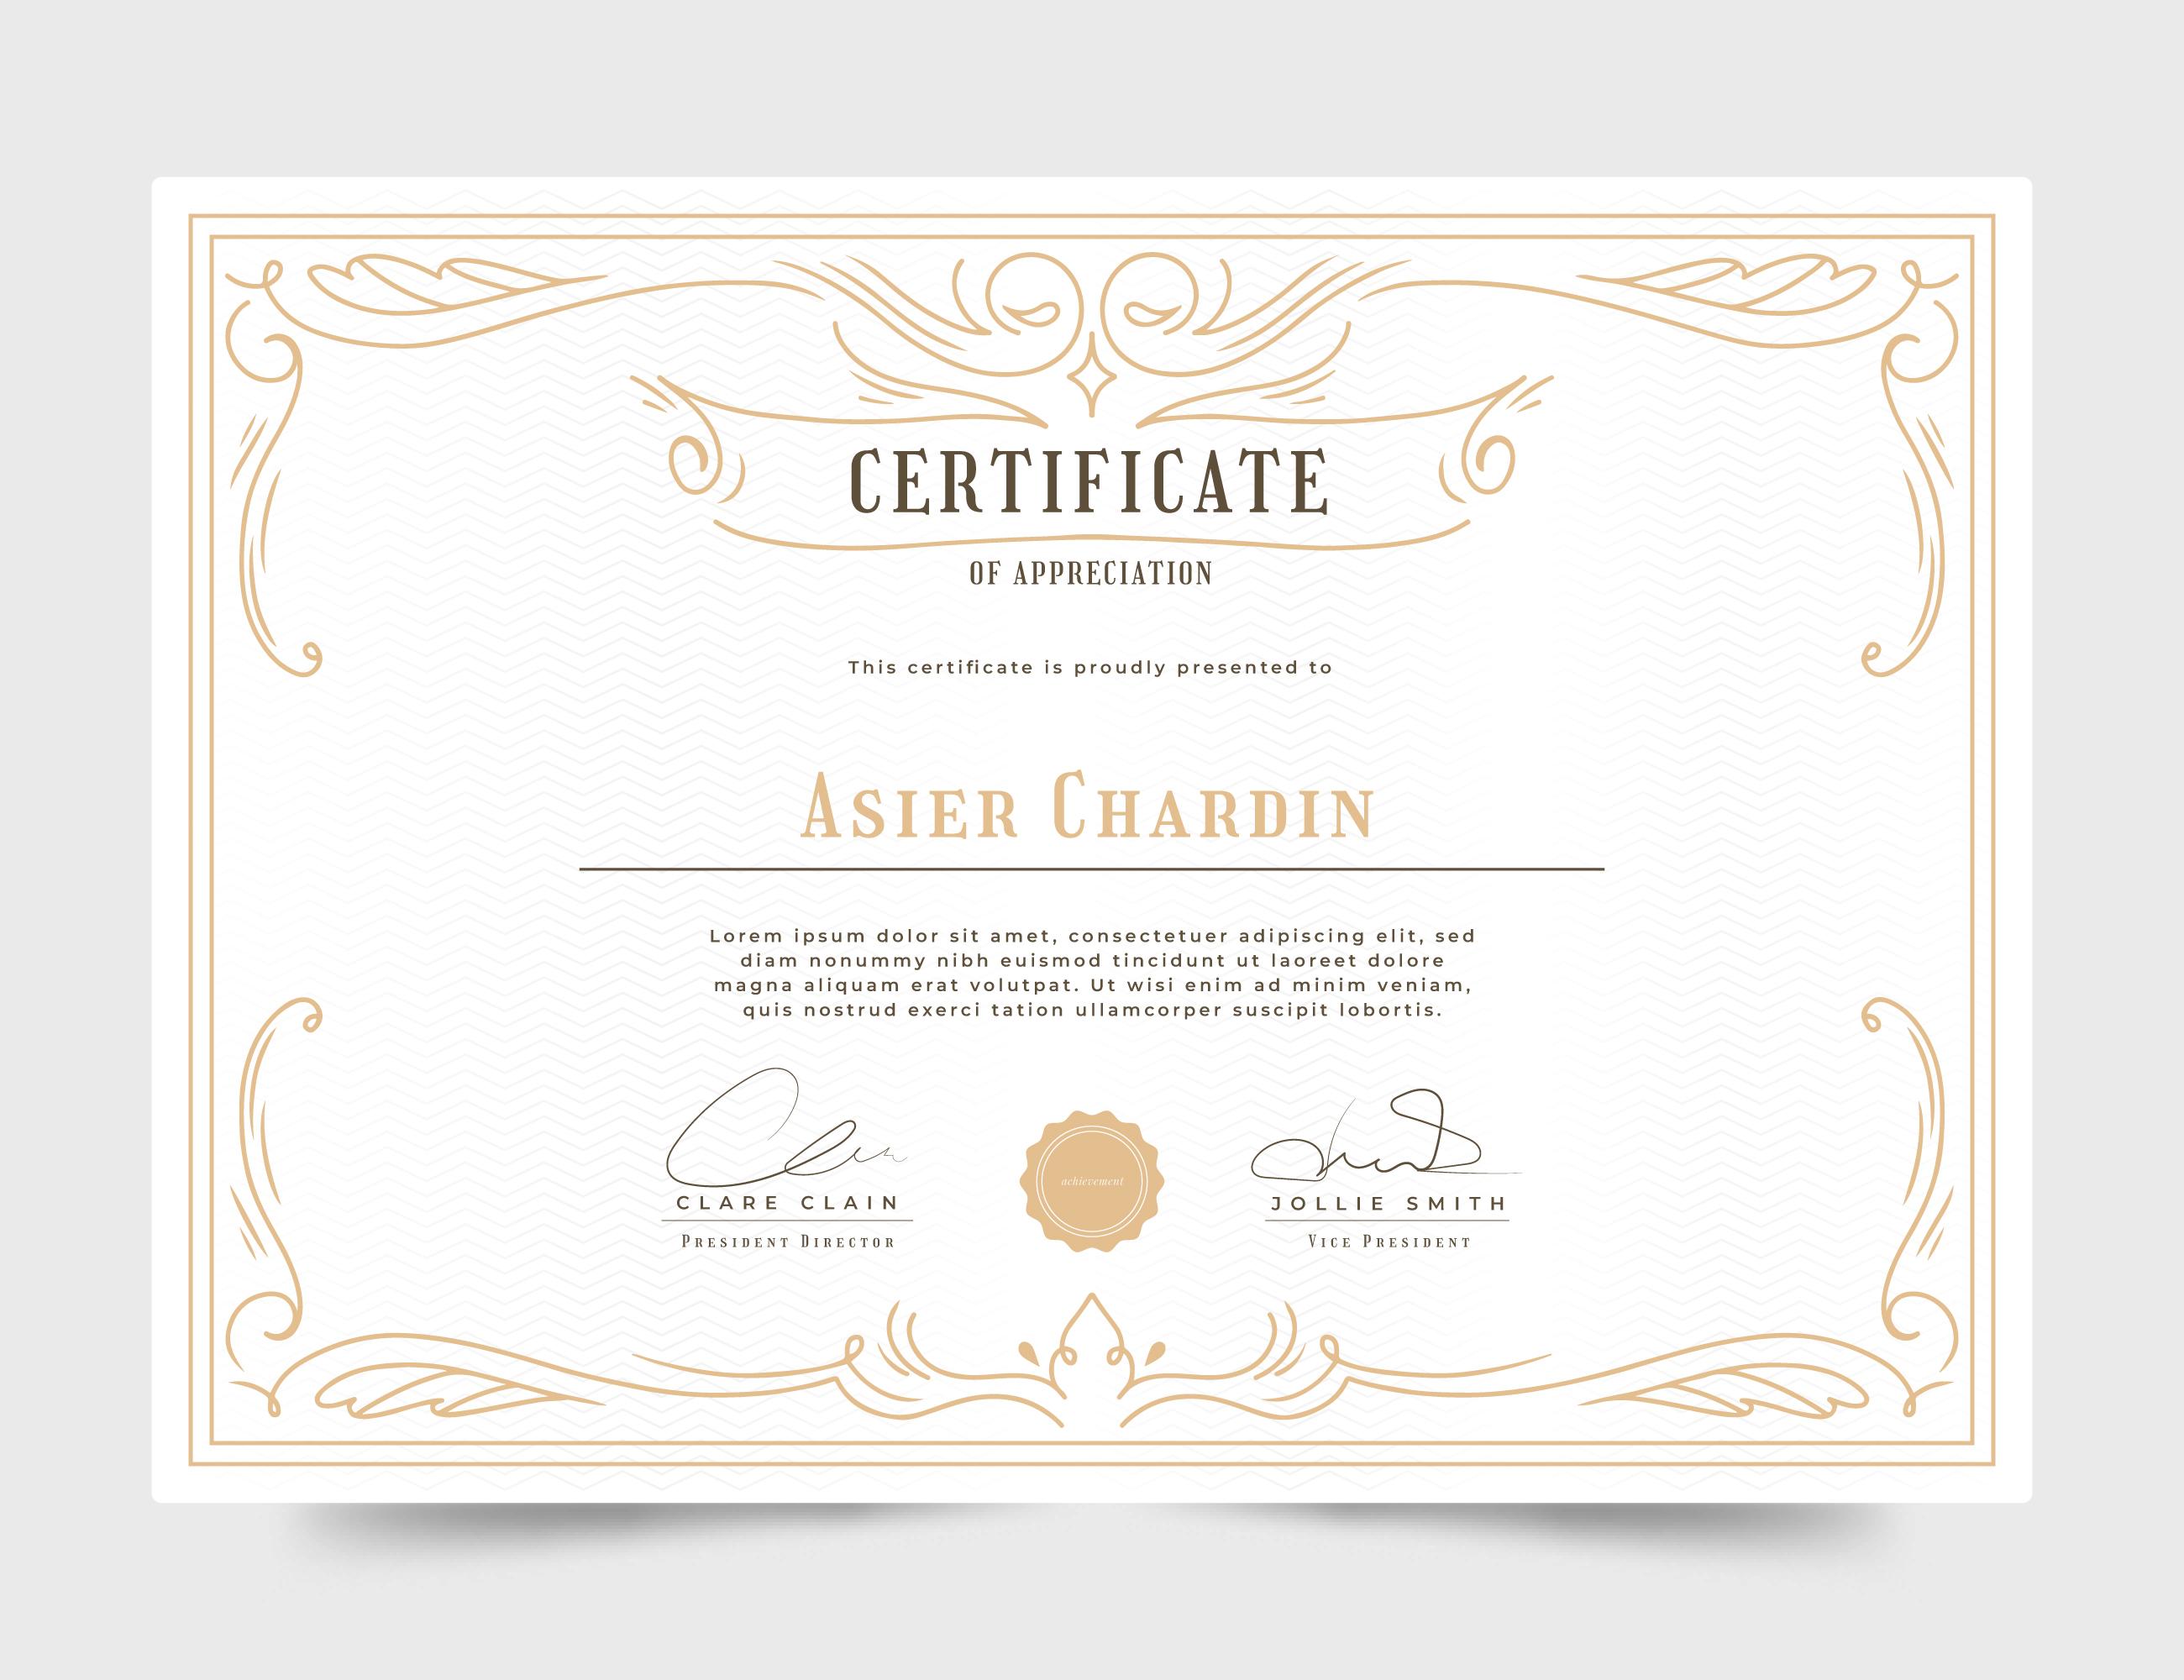 CERTIFICATE
OF APPRECIATION
This certificate is proudly presented to
Asier Chardin
Lorem ipsum dolor sit amet, consectetuer adipiscing elit, sed
diam nonummy nibh euismod tincidunt ut laoreet dolore
magna aliquam erat volutpat. Ut wisi enim ad minim veniam,
quis nostrud exerci tation ullamcorper suscipit lobortis.
CLARE CLAIN
President Director
achievement
JOLLIE SMITH
Vice President